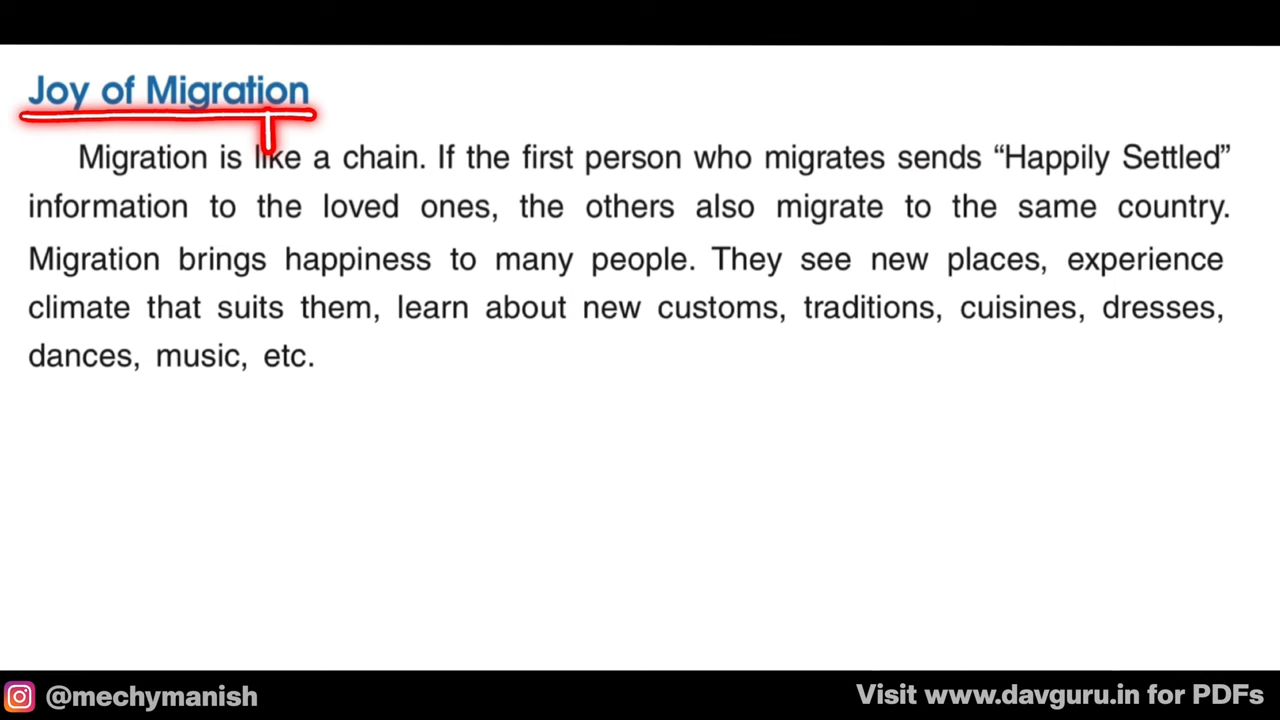 Joy of Migration
Migration is like a chain. If the first person who migrates sends “Happily Settled”
information to the loved ones, the others also migrate to the same country.
Migration brings happiness to many people. They see new places, experience
climate that suits them, learn about new customs, traditions, cuisines, dresses,
dances, music, etc.
@mechymanish
Visit www.davguru.in for PDFs